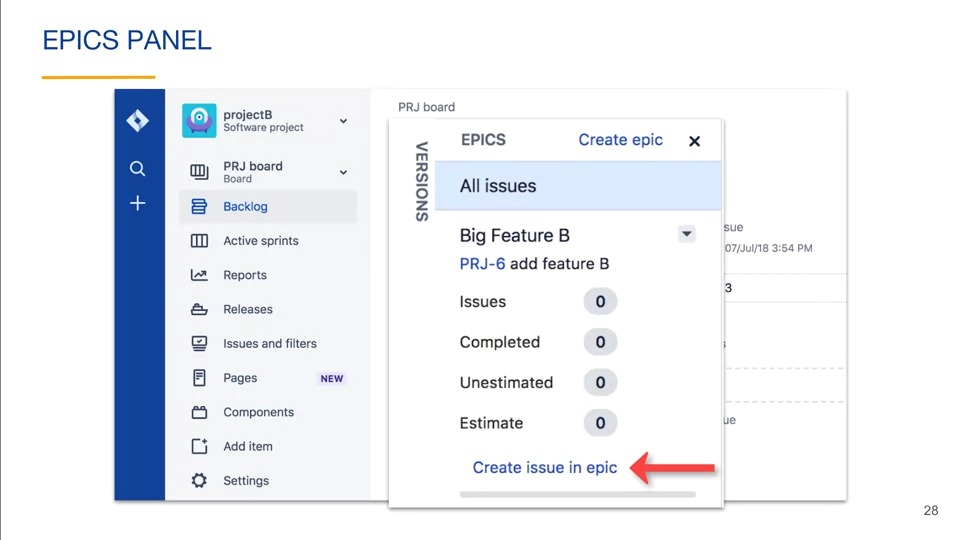 EPICS PANEL
projectB
Software project
PRJ board
Board
Backlog
Active sprints
Reports
Releases
Issues and filters
Pages NEW
Components
Add item
Settings
PRJ board
VERSIONS
EPICS Create epic
All issues
Big Feature B
PRJ-6 add feature B
Issues 0
Completed 0
Unestimated 0
Estimate 0
Create issue in epic
sue
07/Jul/18 3:54 PM
3
ue
28